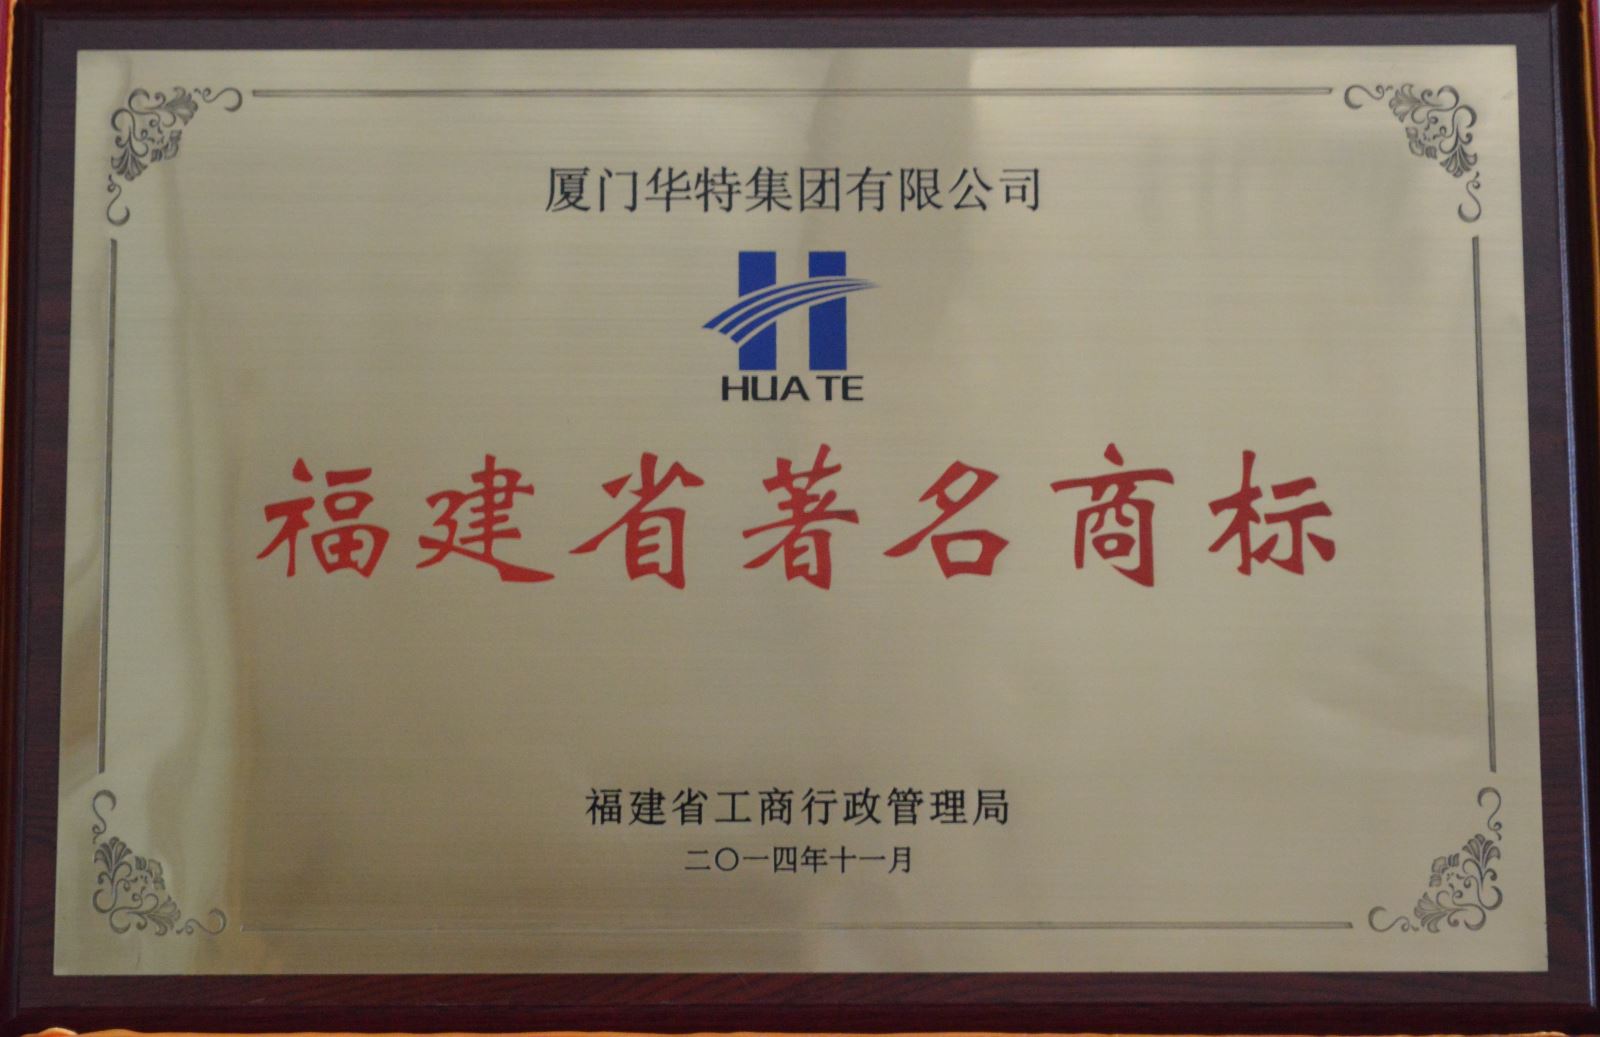 厦门华特集团有限公司
HUA TE
福建省著名商标
福建省工商行政管理局
二〇一四年十一月